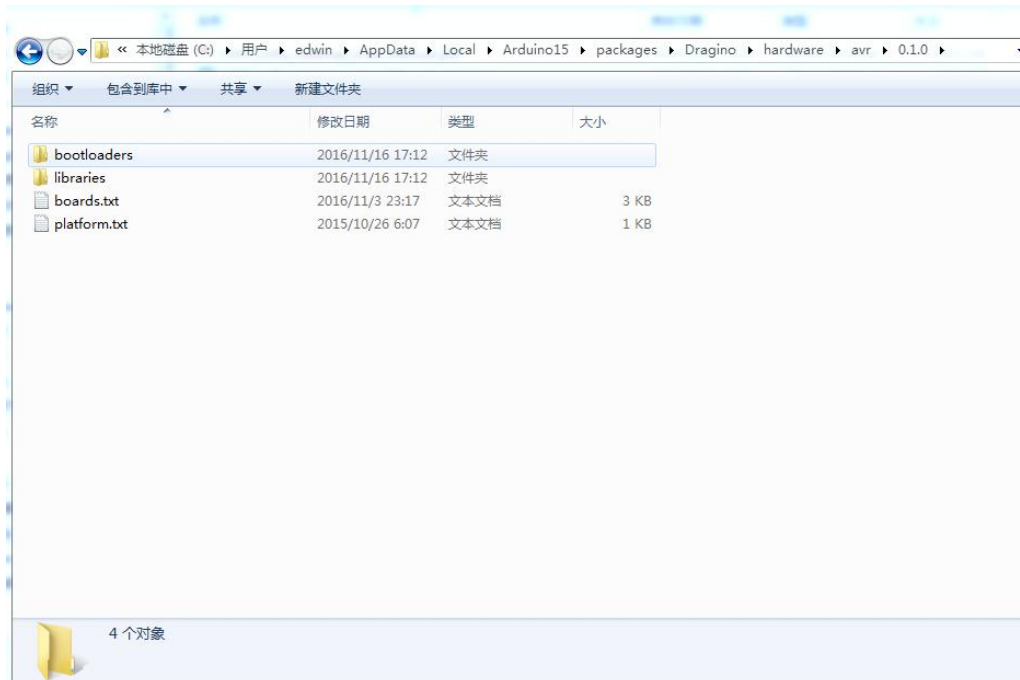 « 本地磁盘 (C:) ▸ 用户 ▸ edwin ▸ AppData ▸ Local ▸ Arduino15 ▸ packages ▸ Dragino ▸ hardware ▸ avr ▸ 0.1.0 ▸
组织 包含到库中 共享 新建文件夹
名称 修改日期 类型 大小
bootloaders 2016/11/16 17:12 文件夹
libraries 2016/11/16 17:12 文件夹
boards.txt 2016/11/3 23:17 文本文档 3 KB
platform.txt 2015/10/26 6:07 文本文档 1 KB
4 个对象